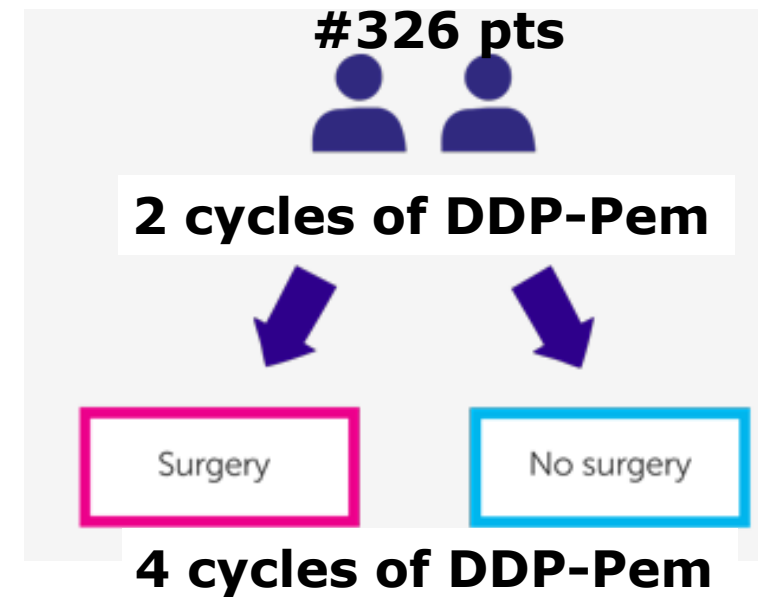 #326 pts
2 cycles of DDP-Pem
Surgery
No surgery
4 cycles of DDP-Pem